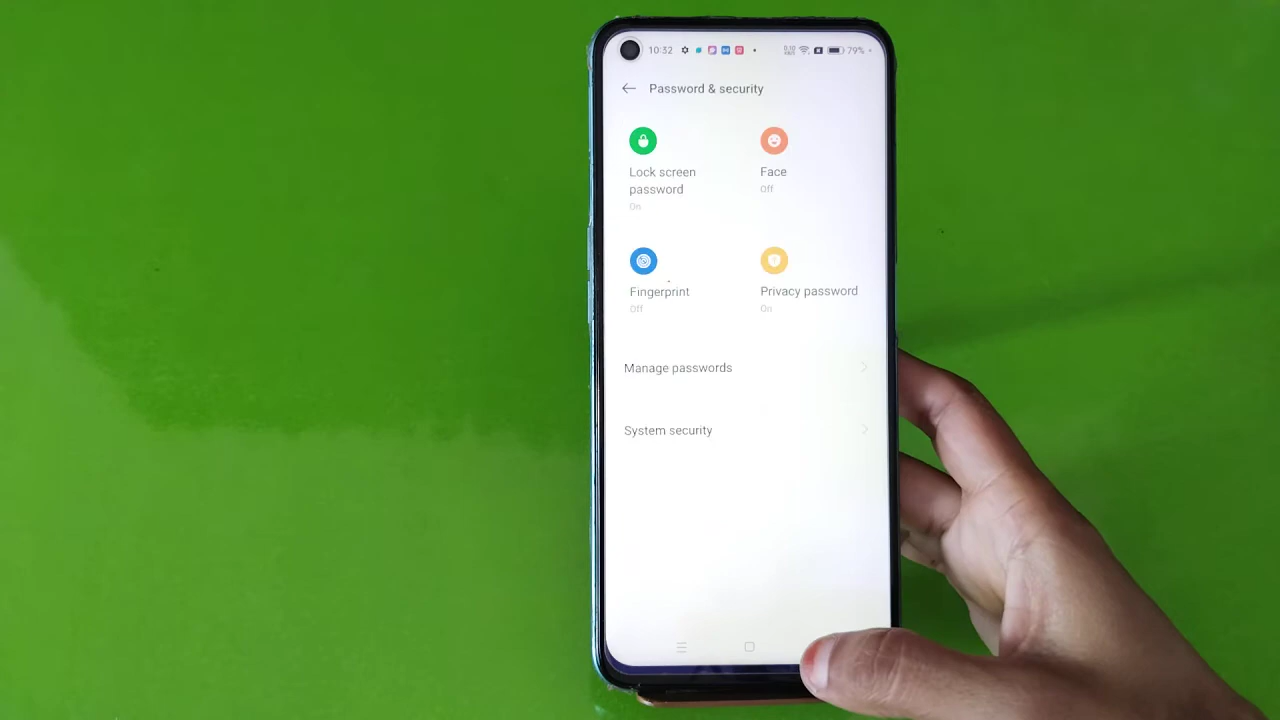 10:32 79%
Password & security
Lock screen password
On
Face
Off
Fingerprint
Off
Privacy password
On
Manage passwords
System security